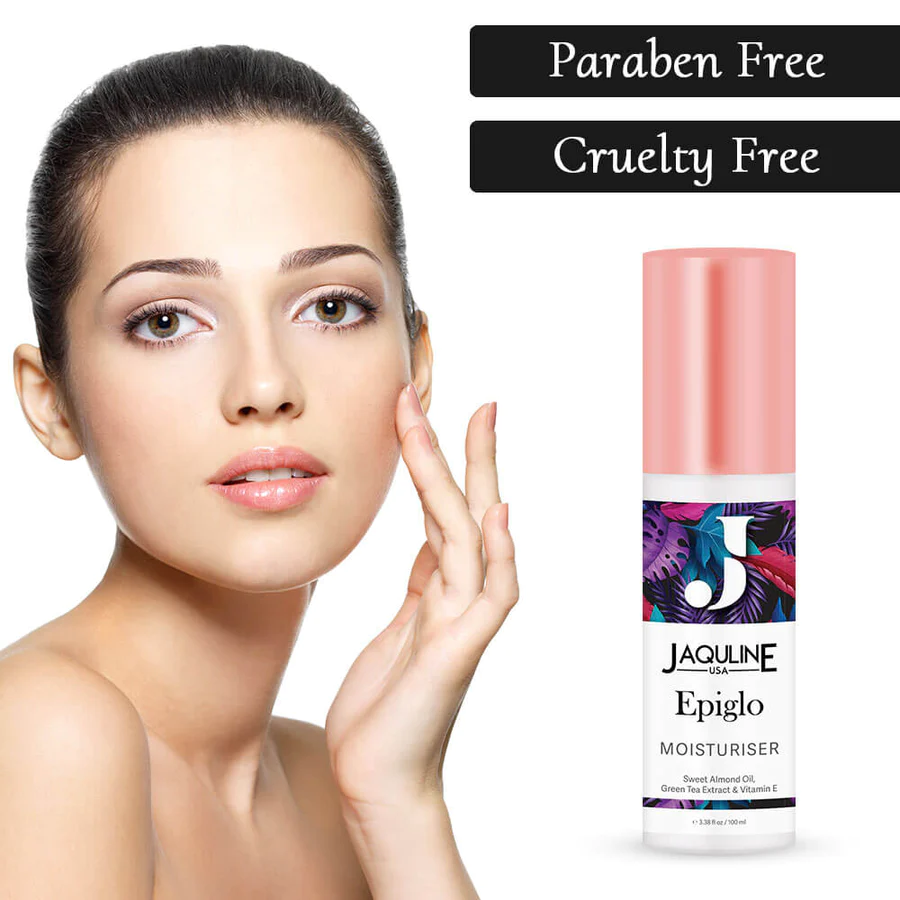 Paraben Free
Cruelty Free
J
JAQULINE
USA
Epiglo
MOISTURISER
Sweet Almond Oil,
Green Tea Extract & Vitamin E
℮ 3.38 fl oz / 100 ml